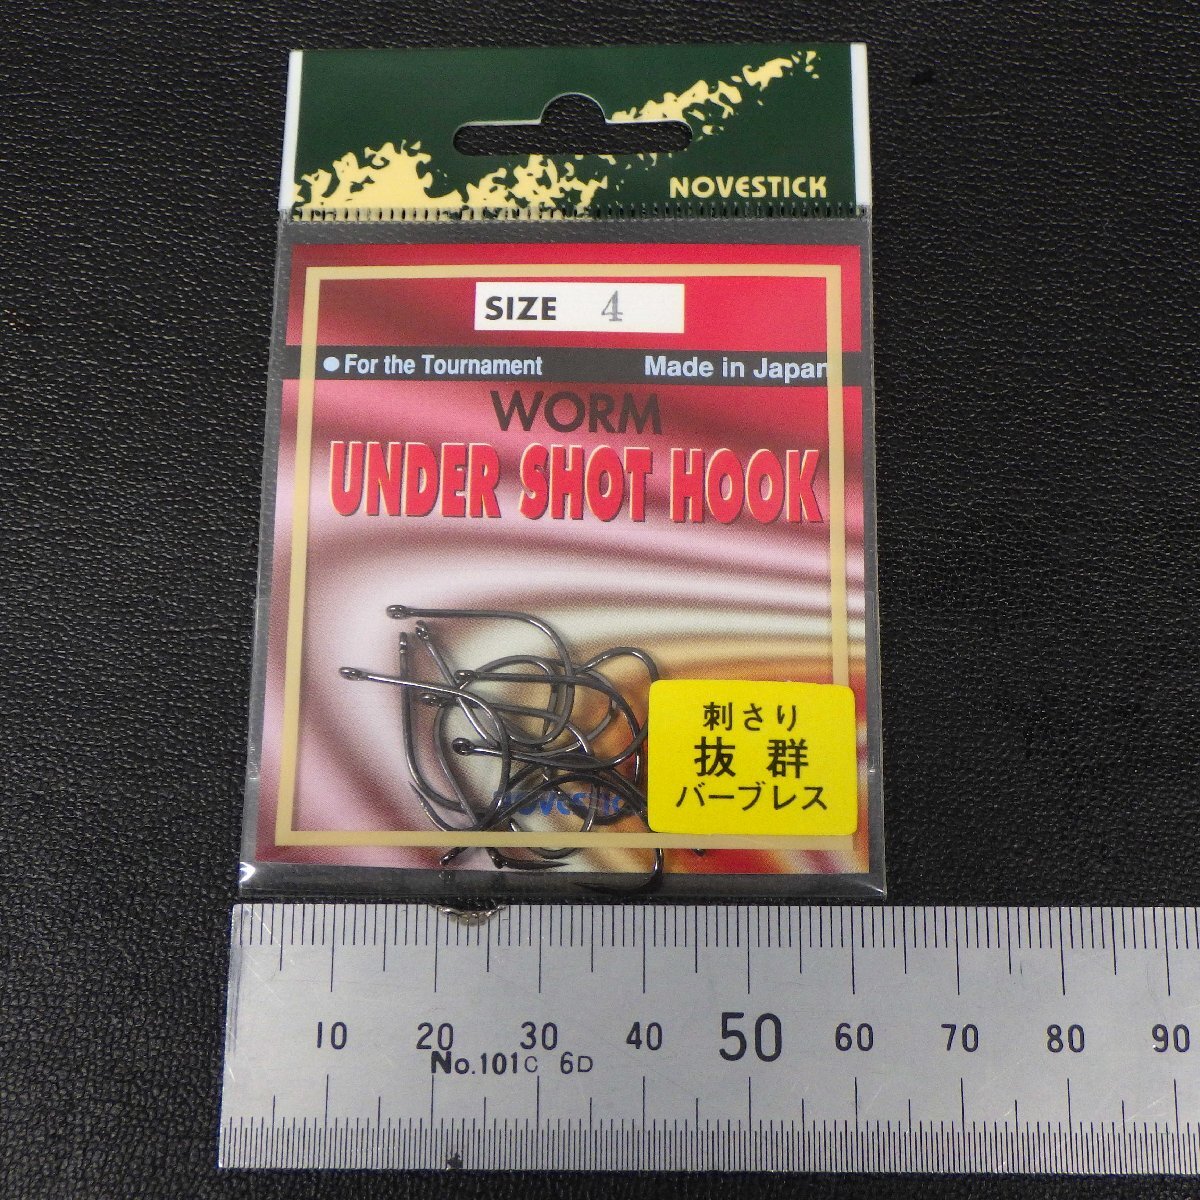 NOVESTICK
SIZE 4
● For the Tournament Made in Japan
WORM
UNDER SHOT HOOK
刺さり
抜群
バーブレス
10 20 30 40 50 60 70 80 90
No.101C 6D